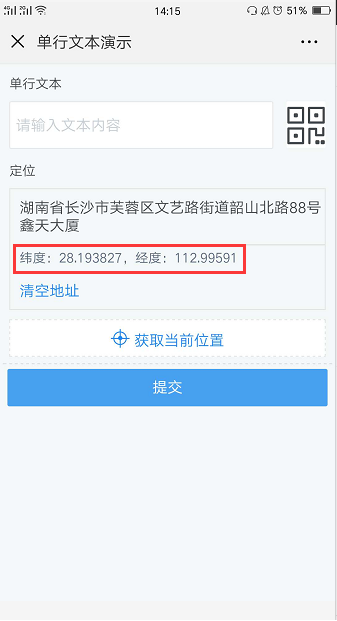 4G 2G 14:15 51%
单行文本演示
单行文本
请输入文本内容
定位
湖南省长沙市芙蓉区文艺路街道韶山北路88号
鑫天大厦
纬度：28.193827，经度：112.99591
清空地址
获取当前位置
提交